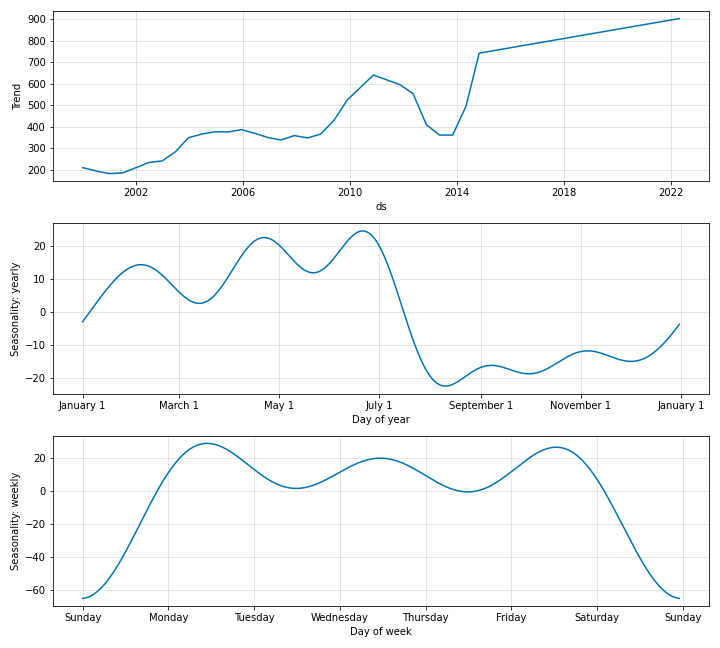 900
800
700
600
500
400
300
200
Trend
2002 2006 2010 2014 2018 2022
ds
20
10
0
−10
−20
Seasonality: yearly
January 1 March 1 May 1 July 1 September 1 November 1 January 1
Day of year
20
0
−20
−40
−60
Seasonality: weekly
Sunday Monday Tuesday Wednesday Thursday Friday Saturday Sunday
Day of week